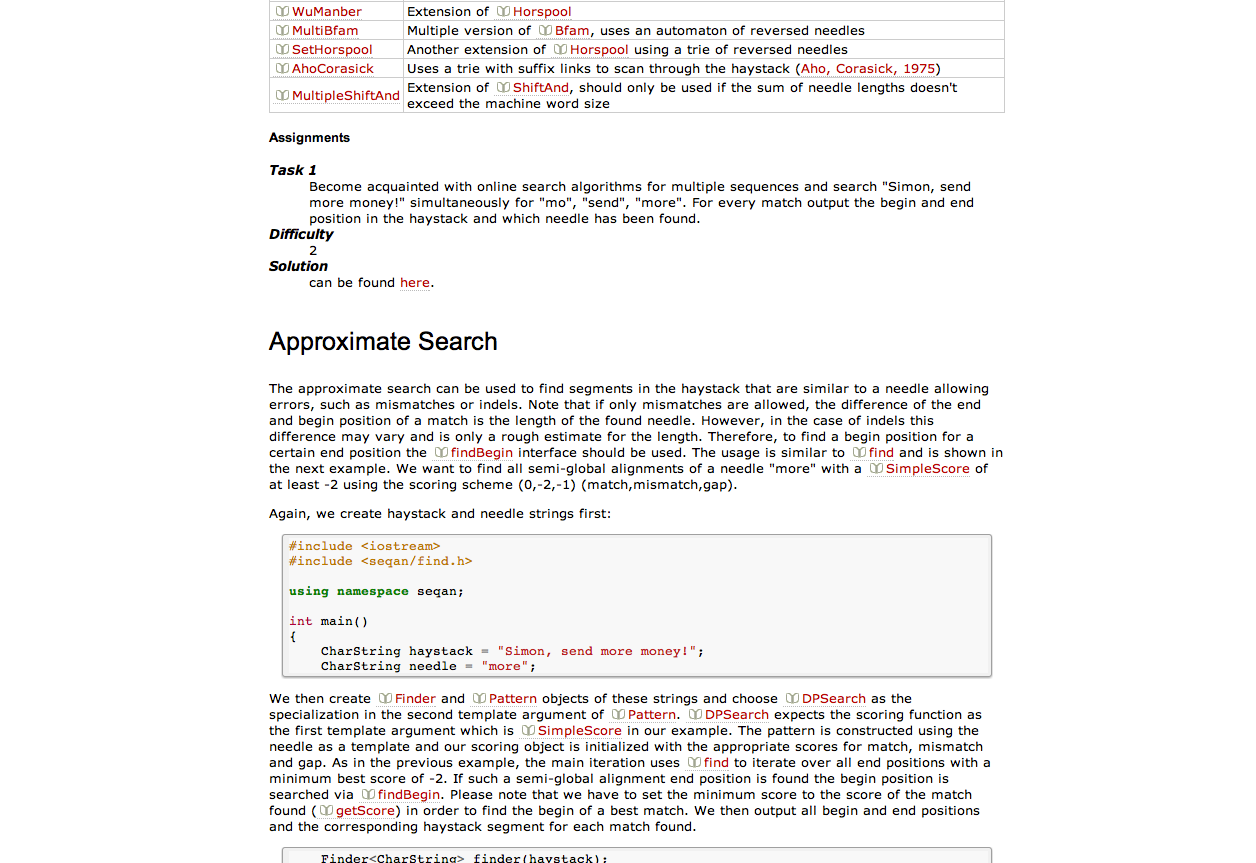 WuManber Extension of Horspool
MultiBfam Multiple version of Bfam, uses an automaton of reversed needles
SetHorspool Another extension of Horspool using a trie of reversed needles
AhoCorasick Uses a trie with suffix links to scan through the haystack (Aho, Corasick, 1975)
MultipleShiftAnd Extension of ShiftAnd, should only be used if the sum of needle lengths doesn't
exceed the machine word size
Assignments
Task 1
Become acquainted with online search algorithms for multiple sequences and search "Simon, send
more money!" simultaneously for "mo", "send", "more". For every match output the begin and end
position in the haystack and which needle has been found.
Difficulty
2
Solution
can be found here.
Approximate Search
The approximate search can be used to find segments in the haystack that are similar to a needle allowing
errors, such as mismatches or indels. Note that if only mismatches are allowed, the difference of the end
and begin position of a match is the length of the found needle. However, in the case of indels this
difference may vary and is only a rough estimate for the length. Therefore, to find a begin position for a
certain end position the findBegin interface should be used. The usage is similar to find and is shown in
the next example. We want to find all semi-global alignments of a needle "more" with a SimpleScore of
at least -2 using the scoring scheme (0,-2,-1) (match,mismatch,gap).
Again, we create haystack and needle strings first:
#include <iostream>
#include <seqan/find.h>
using namespace seqan;
int main()
{
CharString haystack = "Simon, send more money!";
CharString needle = "more";
We then create Finder and Pattern objects of these strings and choose DPSearch as the
specialization in the second template argument of Pattern. DPSearch expects the scoring function as
the first template argument which is SimpleScore in our example. The pattern is constructed using the
needle as a template and our scoring object is initialized with the appropriate scores for match, mismatch
and gap. As in the previous example, the main iteration uses find to iterate over all end positions with a
minimum best score of -2. If such a semi-global alignment end position is found the begin position is
searched via findBegin. Please note that we have to set the minimum score to the score of the match
found (getScore) in order to find the begin of a best match. We then output all begin and end positions
and the corresponding haystack segment for each match found.
Finder<CharString> finder(haystack);